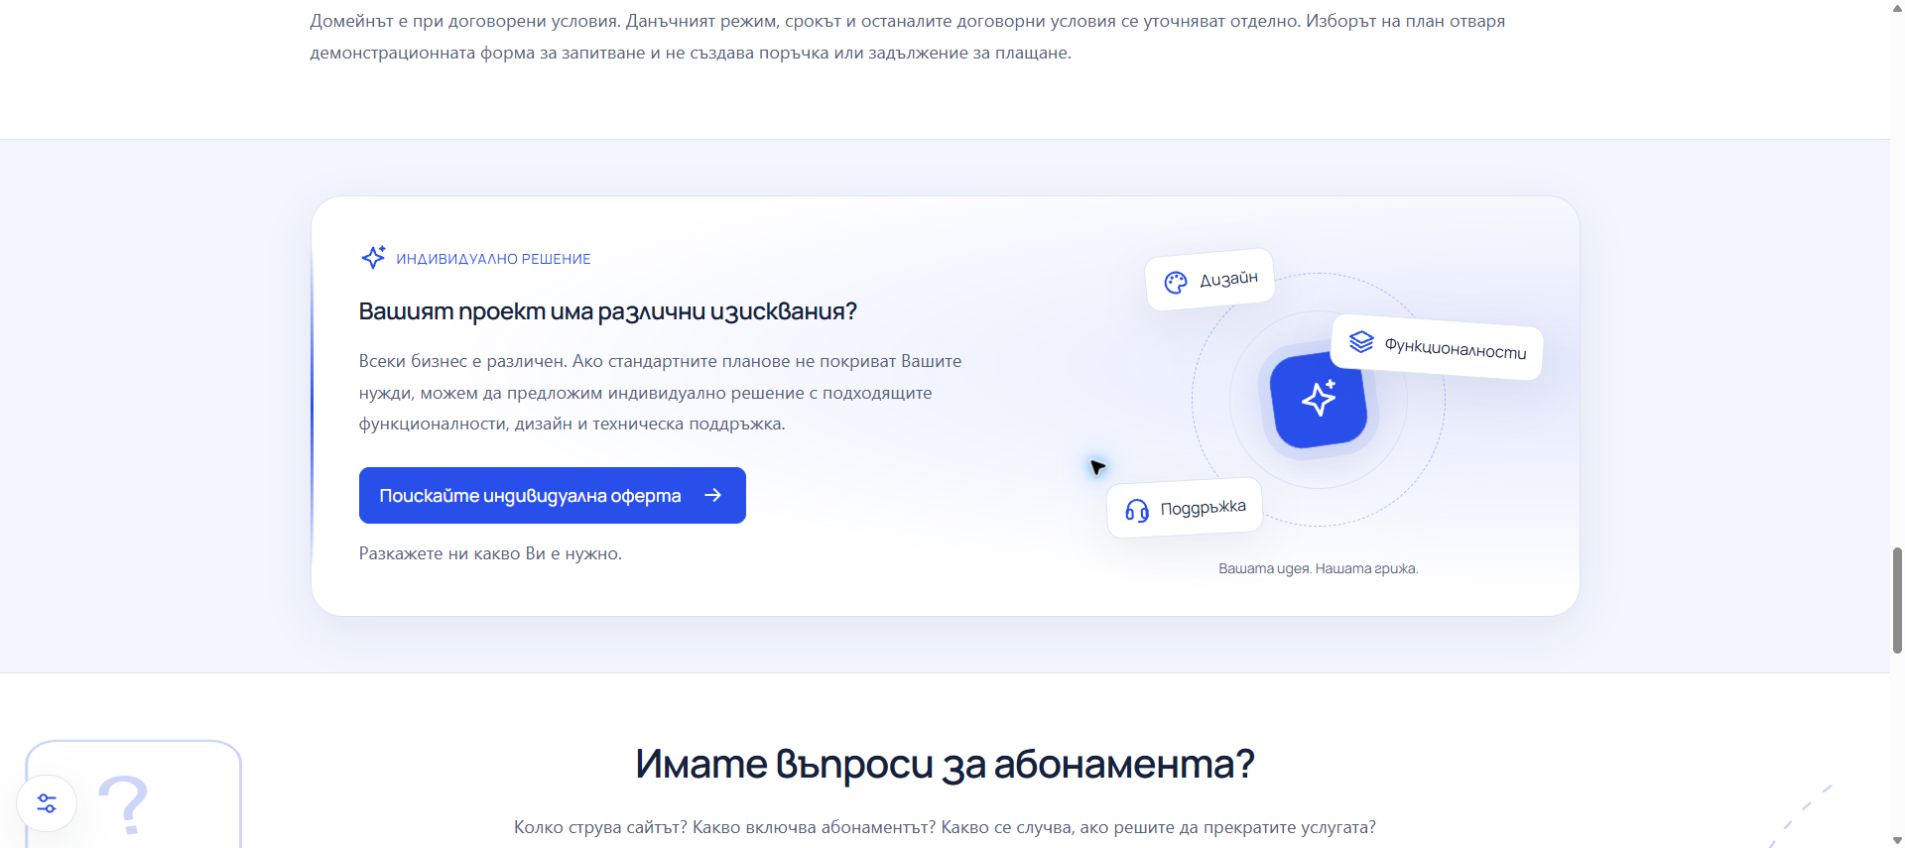 Домейнът е при договорени условия. Данъчният режим, срокът и останалите договорни условия се уточняват отделно. Изборът на план отваря
демонстрационната форма за запитване и не създава поръчка или задължение за плащане.
ИНДИВИДУАЛНО РЕШЕНИЕ
Вашият проект има различни изисквания?
Всеки бизнес е различен. Ако стандартните планове не покриват Вашите
нужди, можем да предложим индивидуално решение с подходящите
функционалности, дизайн и техническа поддръжка.
Поискайте индивидуална оферта
Разкажете ни какво Ви е нужно.
Дизайн
Функционалности
Поддръжка
Вашата идея. Нашата грижа.
Имате въпроси за абонамента?
Колко струва сайтът? Какво включва абонаментът? Какво се случва, ако решите да прекратите услугата?
?